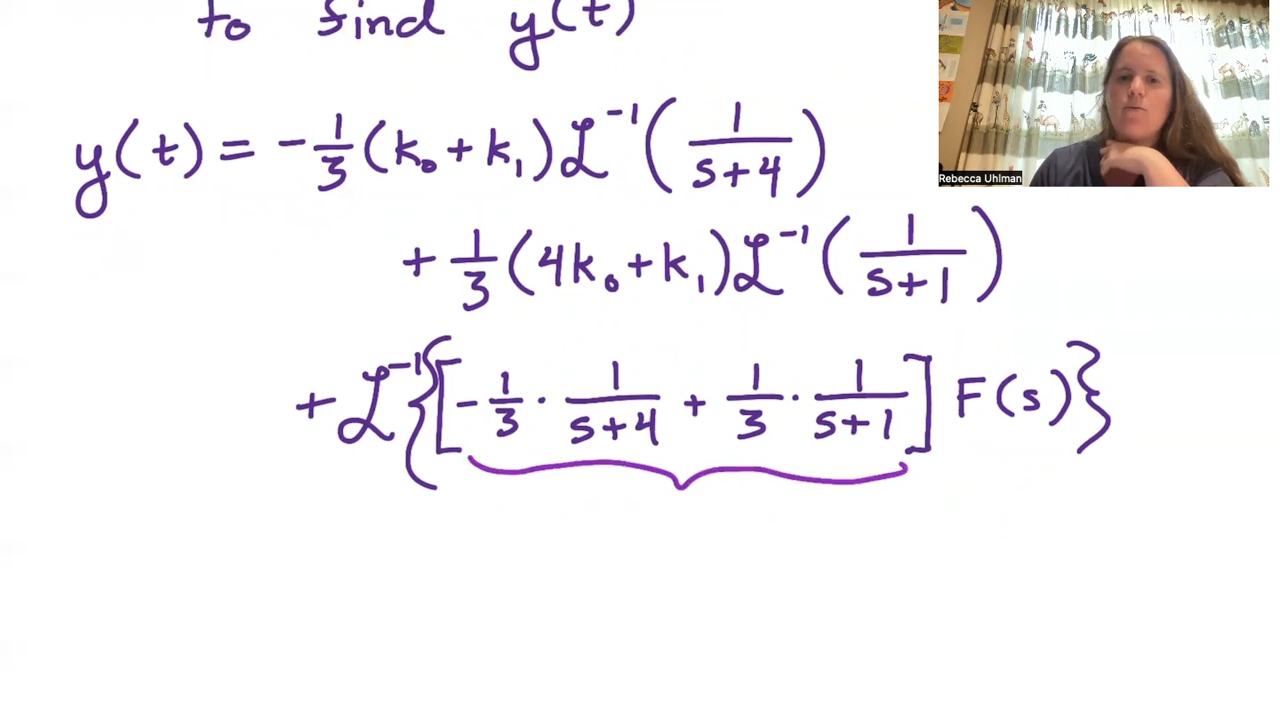 to find y(t)
y(t) = -1/3 (k₀ + k₁) ℒ⁻¹ ( 1/(s+4) )
+ 1/3 (4k₀ + k₁) ℒ⁻¹ ( 1/(s+1) )
+ ℒ⁻¹ { [ -1/3 · 1/(s+4) + 1/3 · 1/(s+1) ] F(s) }
Rebecca Uhlman